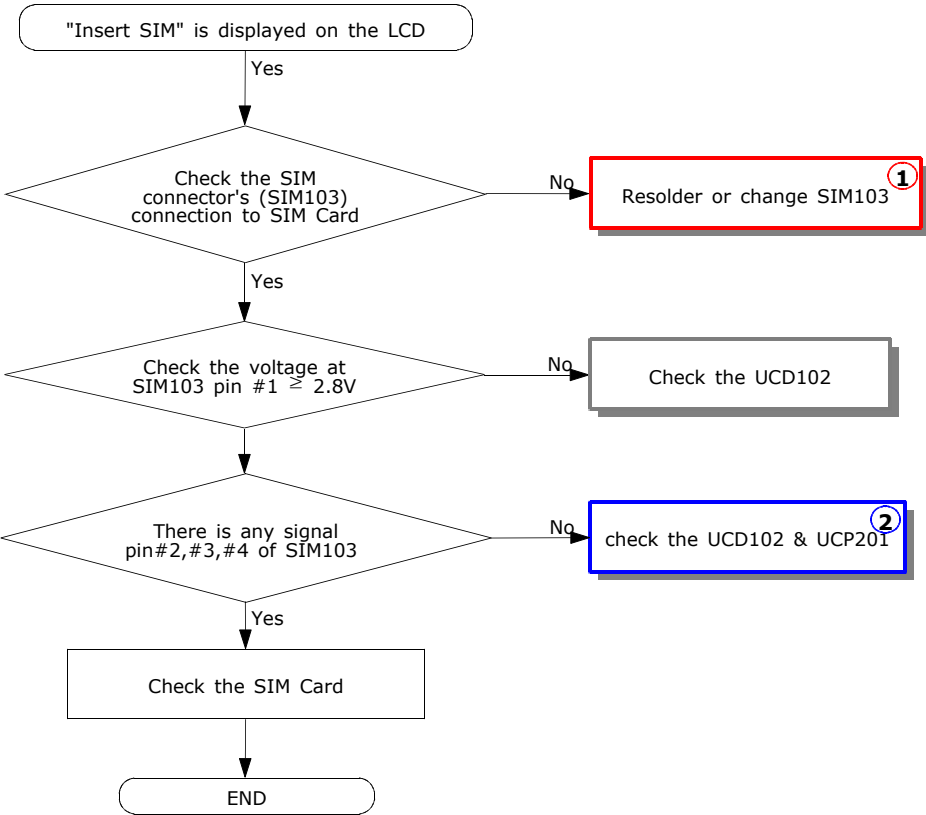 "Insert SIM" is displayed on the LCD
Yes
Check the SIM
connector's (SIM103)
connection to SIM Card
No
1
Resolder or change SIM103
Yes
Check the voltage at
SIM103 pin #1 ≧ 2.8V
No
Check the UCD102
There is any signal
pin#2,#3,#4 of SIM103
No
2
check the UCD102 & UCP201
Yes
Check the SIM Card
END